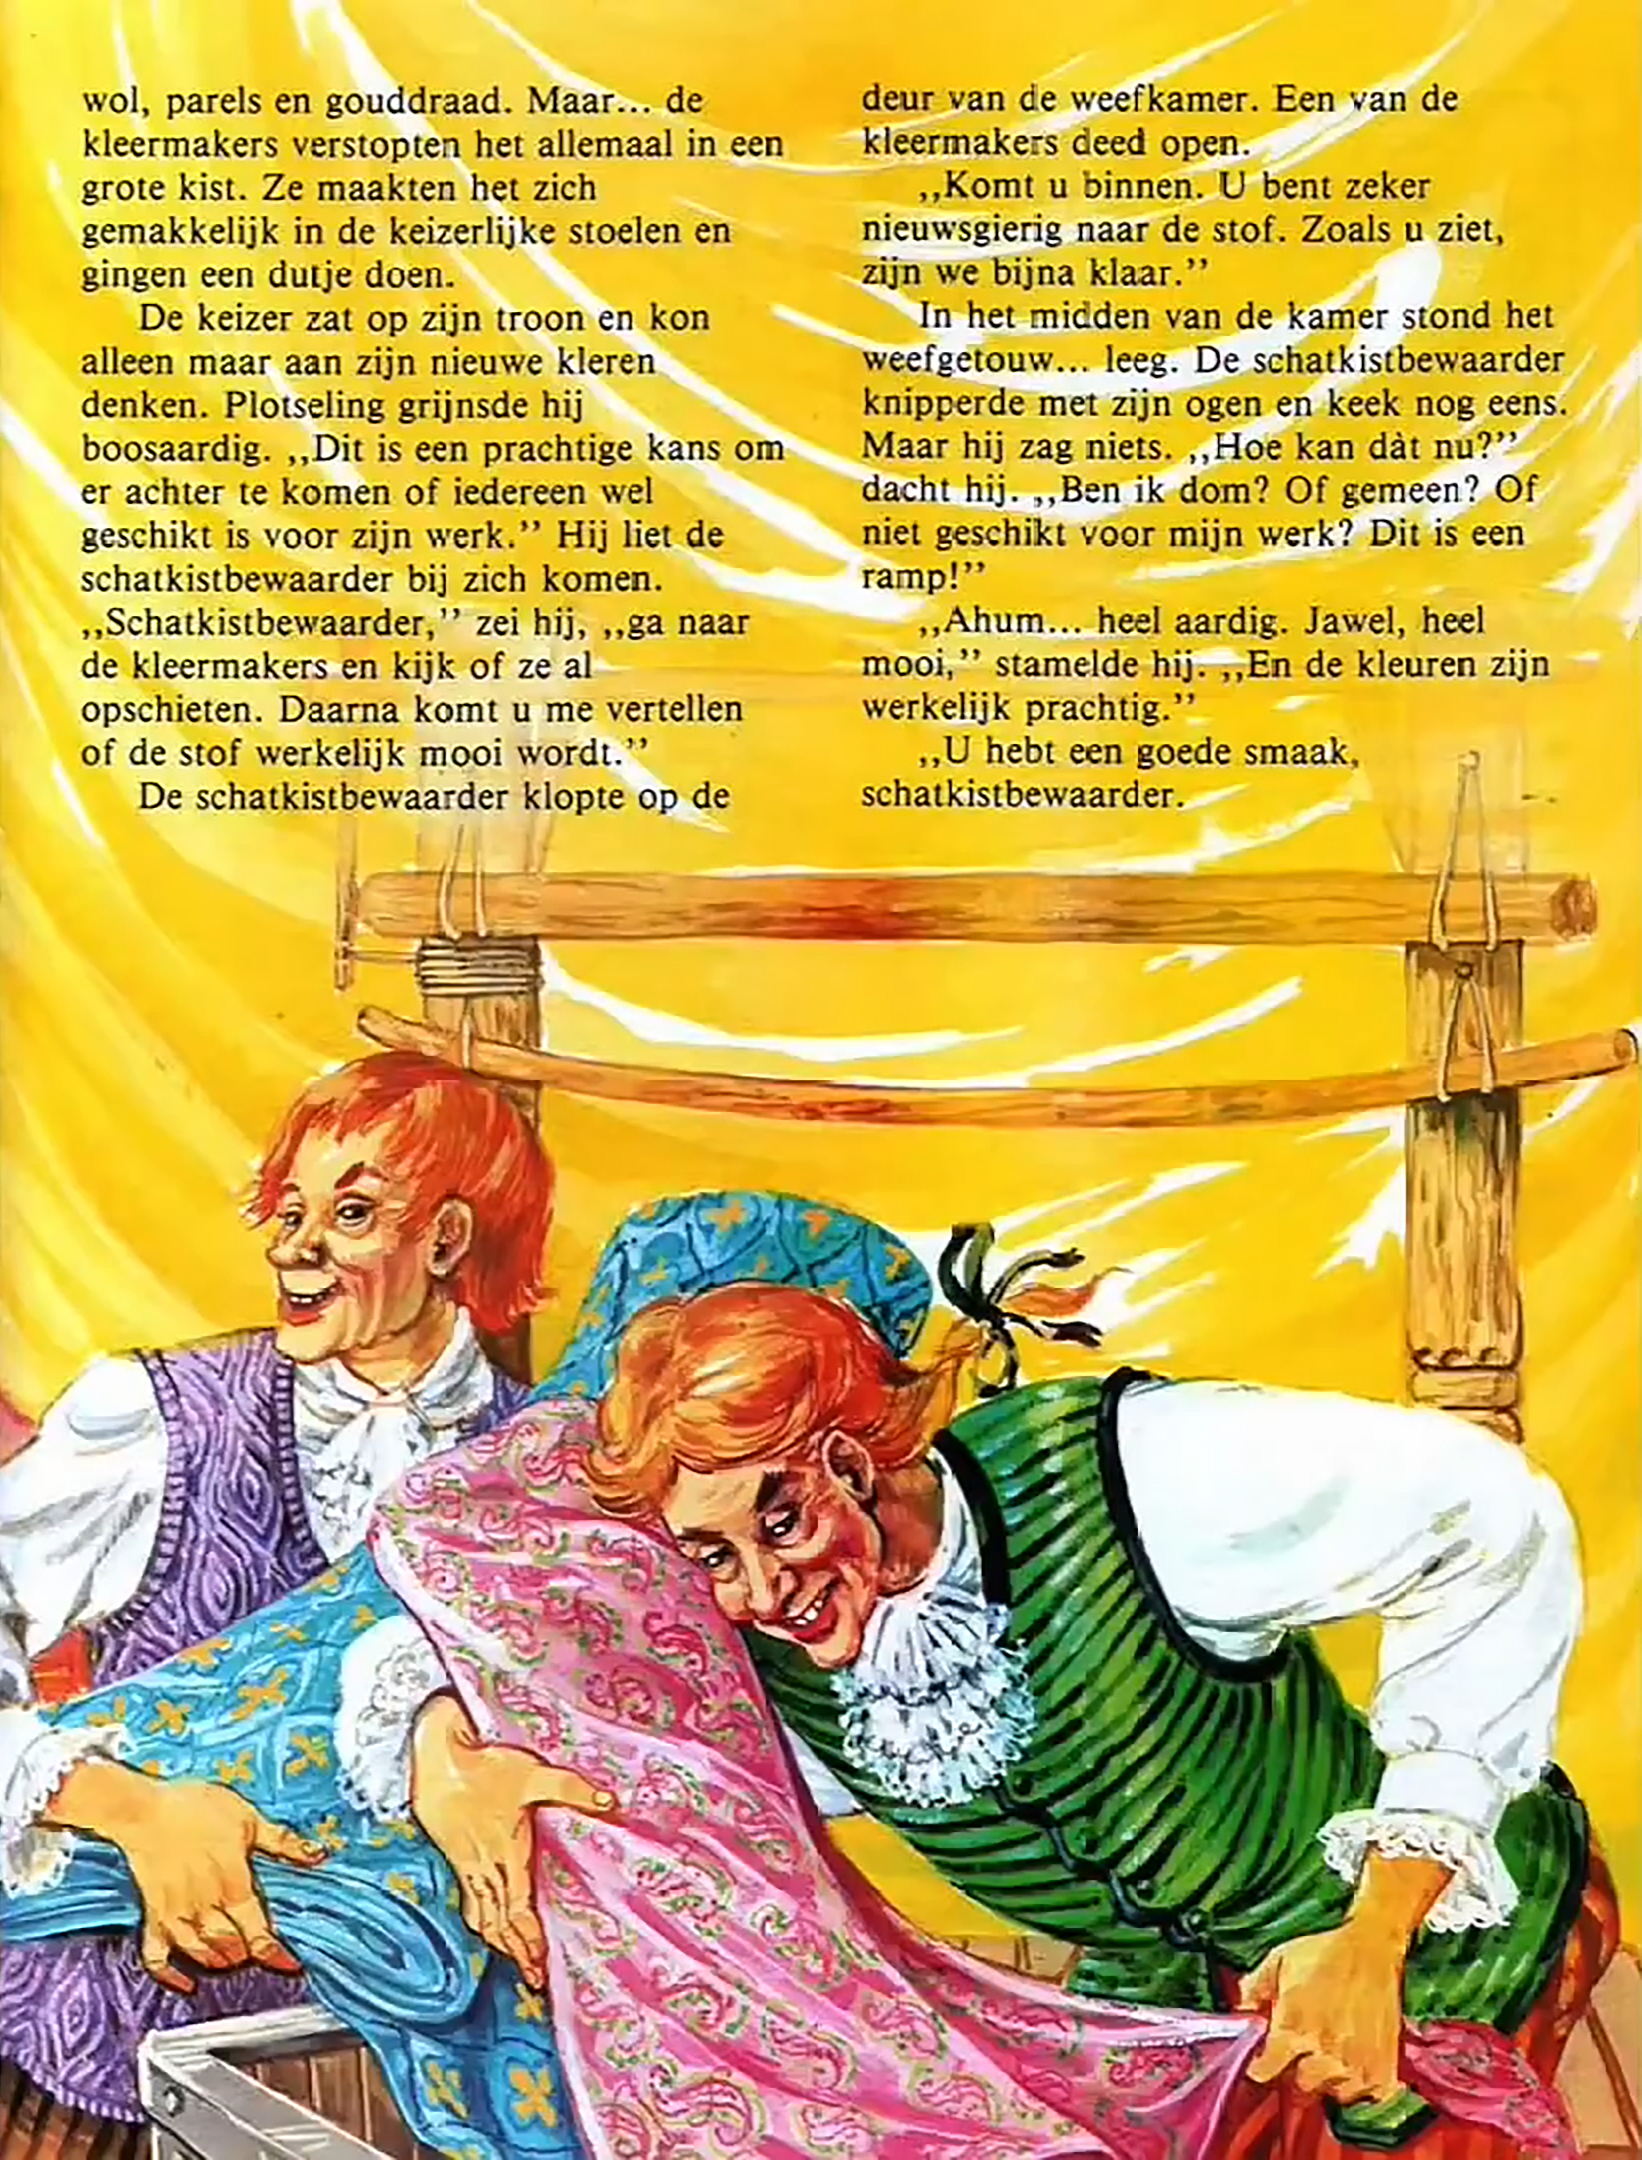 wol, parels en gouddraad. Maar... de
kleermakers verstopten het allemaal in een
grote kist. Ze maakten het zich
gemakkelijk in de keizerlijke stoelen en
gingen een dutje doen.
De keizer zat op zijn troon en kon
alleen maar aan zijn nieuwe kleren
denken. Plotseling grijnsde hij
boosaardig. ,,Dit is een prachtige kans om
er achter te komen of iedereen wel
geschikt is voor zijn werk.’’ Hij liet de
schatkistbewaarder bij zich komen.
,,Schatkistbewaarder,’’ zei hij, ,,ga naar
de kleermakers en kijk of ze al
opschieten. Daarna komt u me vertellen
of de stof werkelijk mooi wordt.’’
De schatkistbewaarder klopte op de
deur van de weefkamer. Een van de
kleermakers deed open.
,,Komt u binnen. U bent zeker
nieuwsgierig naar de stof. Zoals u ziet,
zijn we bijna klaar.’’
In het midden van de kamer stond het
weefgetouw... leeg. De schatkistbewaarder
knipperde met zijn ogen en keek nog eens.
Maar hij zag niets. ,,Hoe kan dàt nu?’’
dacht hij. ,,Ben ik dom? Of gemeen? Of
niet geschikt voor mijn werk? Dit is een
ramp!’’
,,Ahum... heel aardig. Jawel, heel
mooi,’’ stamelde hij. ,,En de kleuren zijn
werkelijk prachtig.’’
,,U hebt een goede smaak,
schatkistbewaarder.